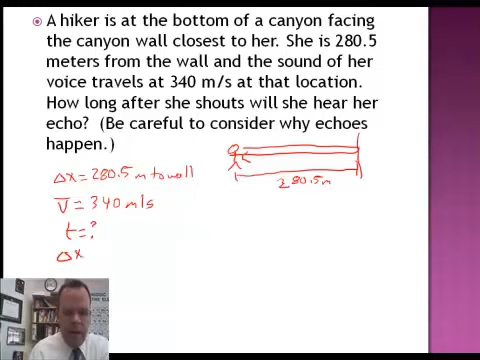 A hiker is at the bottom of a canyon facing
the canyon wall closest to her. She is 280.5
meters from the wall and the sound of her
voice travels at 340 m/s at that location.
How long after she shouts will she hear her
echo? (Be careful to consider why echoes
happen.)
Δx = 280.5 m to wall
280.5m
v̅ = 340 m/s
t = ?
Δx